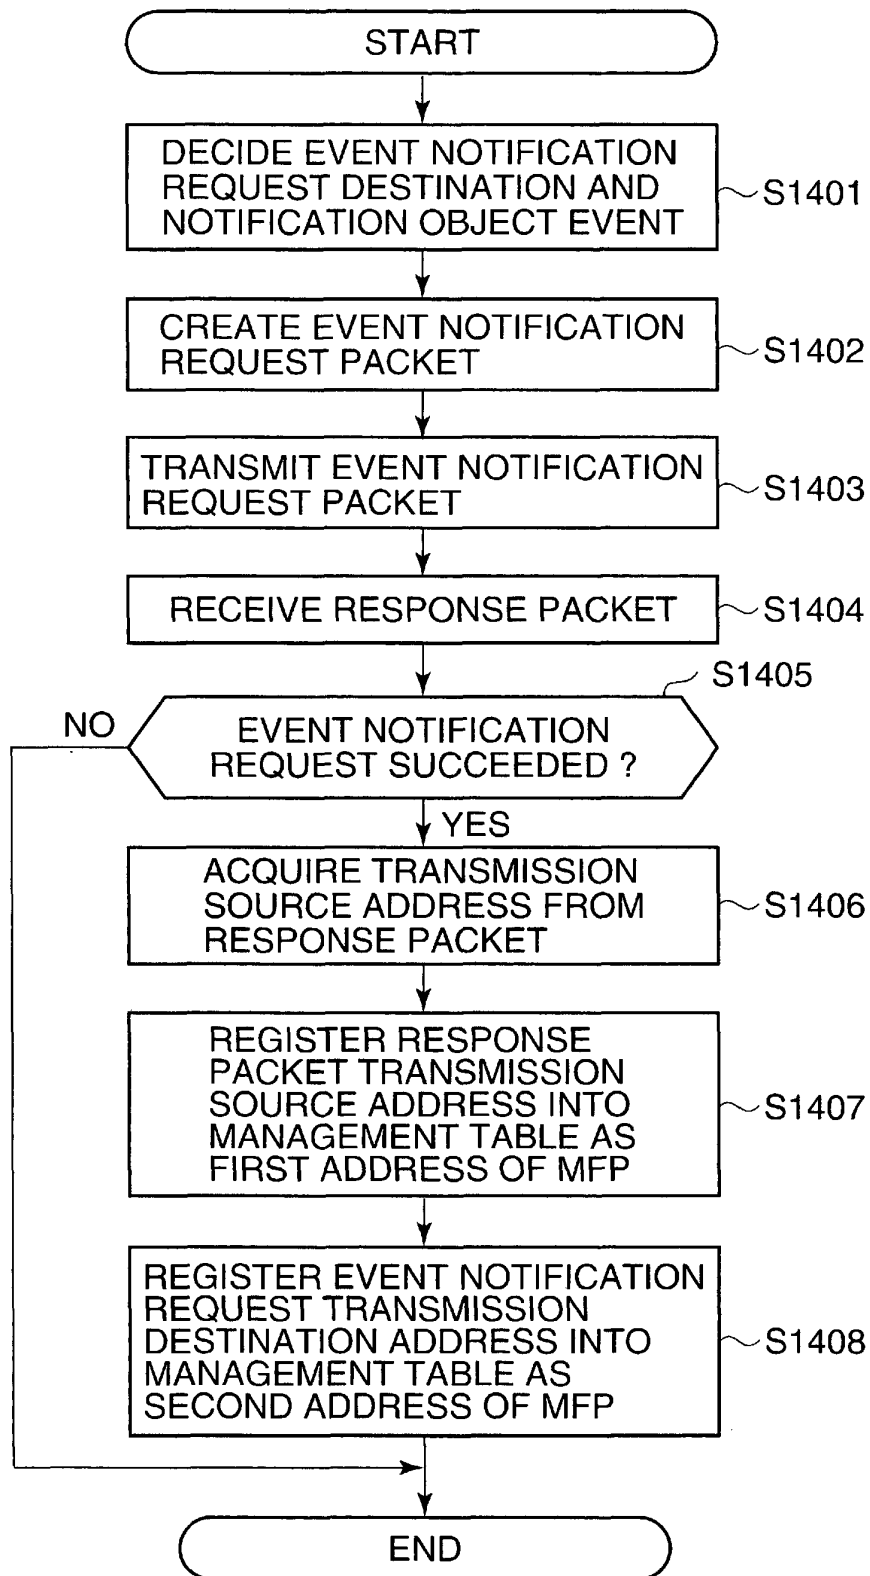 START
DECIDE EVENT NOTIFICATION
REQUEST DESTINATION AND
NOTIFICATION OBJECT EVENT
S1401
CREATE EVENT NOTIFICATION
REQUEST PACKET
S1402
TRANSMIT EVENT NOTIFICATION
REQUEST PACKET
S1403
RECEIVE RESPONSE PACKET
S1404
S1405
NO
EVENT NOTIFICATION
REQUEST SUCCEEDED ?
YES
ACQUIRE TRANSMISSION
SOURCE ADDRESS FROM
RESPONSE PACKET
S1406
REGISTER RESPONSE
PACKET TRANSMISSION
SOURCE ADDRESS INTO
MANAGEMENT TABLE AS
FIRST ADDRESS OF MFP
S1407
REGISTER EVENT NOTIFICATION
REQUEST TRANSMISSION
DESTINATION ADDRESS INTO
MANAGEMENT TABLE AS
SECOND ADDRESS OF MFP
S1408
END